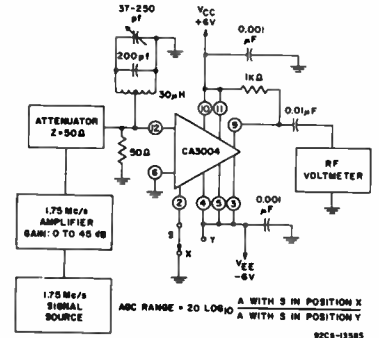 37-250
pf
200pf
30µH
VCC
+6V
0.001
µF
1KΩ
0.01µF
ATTENUATOR
Z=50Ω
50Ω
12
6
10
11
9
CA3004
2
4
5
3
RF
VOLTMETER
1.75 Mc/s
AMPLIFIER
GAIN: 0 TO 45 dB
S
X
Y
0.001
µF
VEE
-6V
1.75 Mc/s
SIGNAL
SOURCE
AGC RANGE = 20 LOG10 A WITH S IN POSITION X
A WITH S IN POSITION Y
92CS-13585